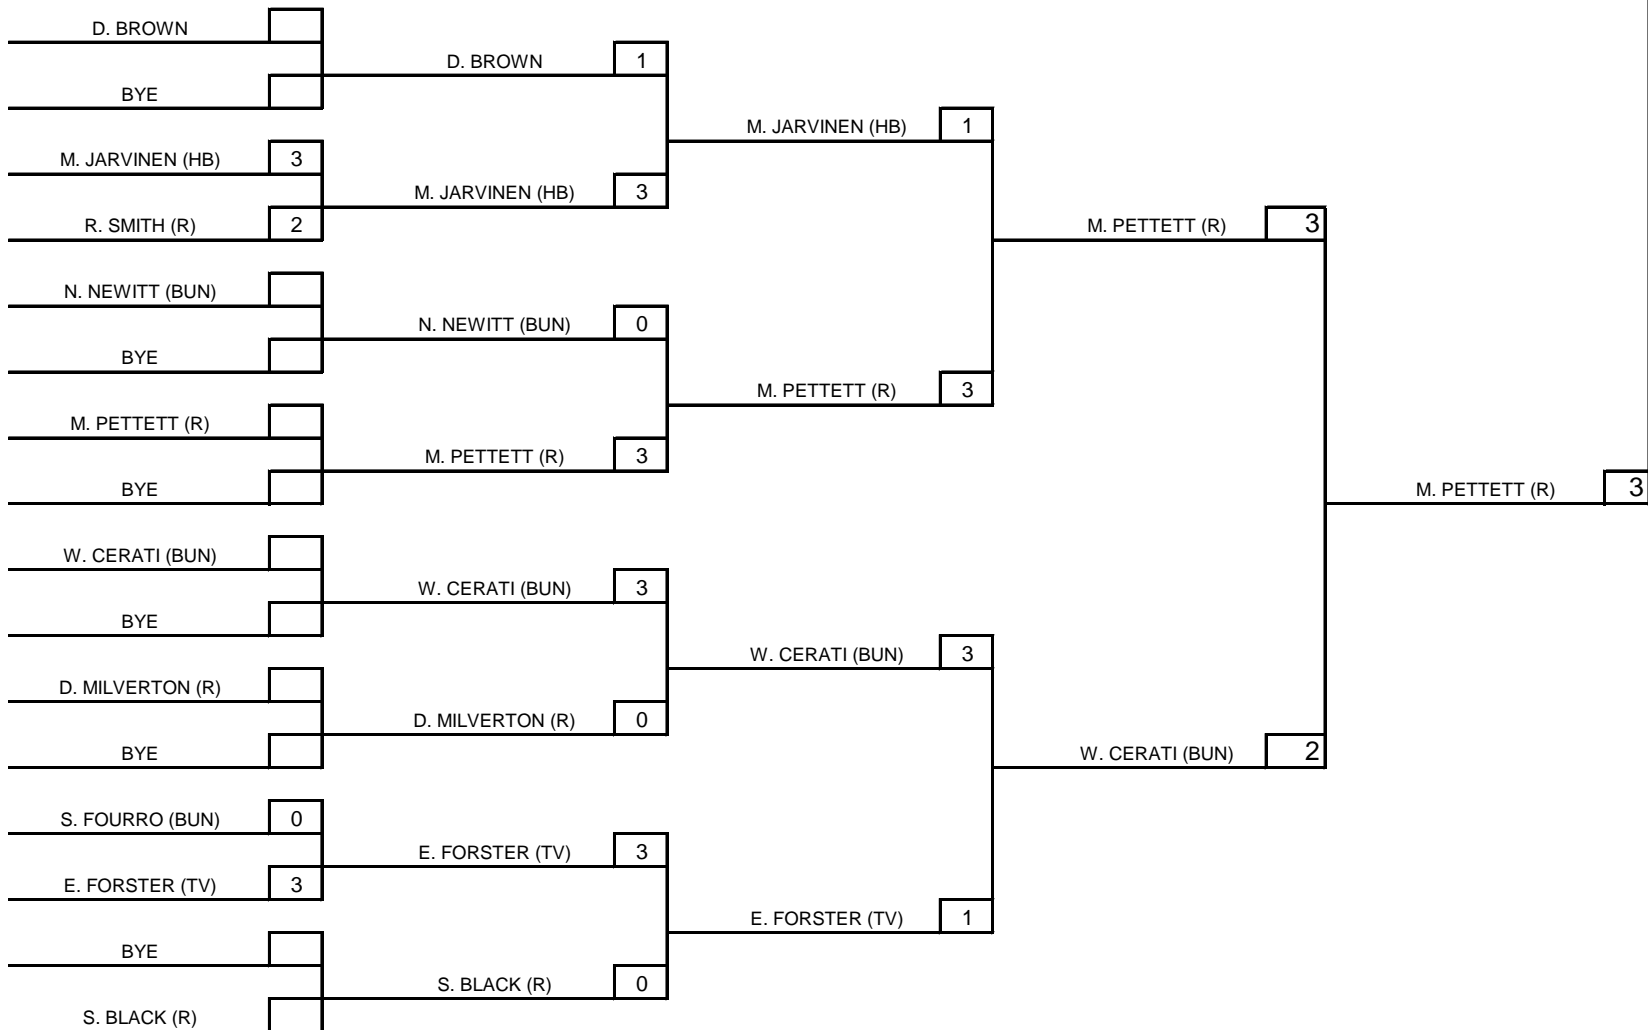 D. BROWN
BYE
M. JARVINEN (HB) 3
R. SMITH (R) 2
N. NEWITT (BUN)
BYE
M. PETTETT (R)
BYE
W. CERATI (BUN)
BYE
D. MILVERTON (R)
BYE
S. FOURRO (BUN) 0
E. FORSTER (TV) 3
BYE
S. BLACK (R)
D. BROWN 1
M. JARVINEN (HB) 3
N. NEWITT (BUN) 0
M. PETTETT (R) 3
W. CERATI (BUN) 3
D. MILVERTON (R) 0
E. FORSTER (TV) 3
S. BLACK (R) 0
M. JARVINEN (HB) 1
M. PETTETT (R) 3
W. CERATI (BUN) 3
E. FORSTER (TV) 1
M. PETTETT (R) 3
W. CERATI (BUN) 2
M. PETTETT (R) 3